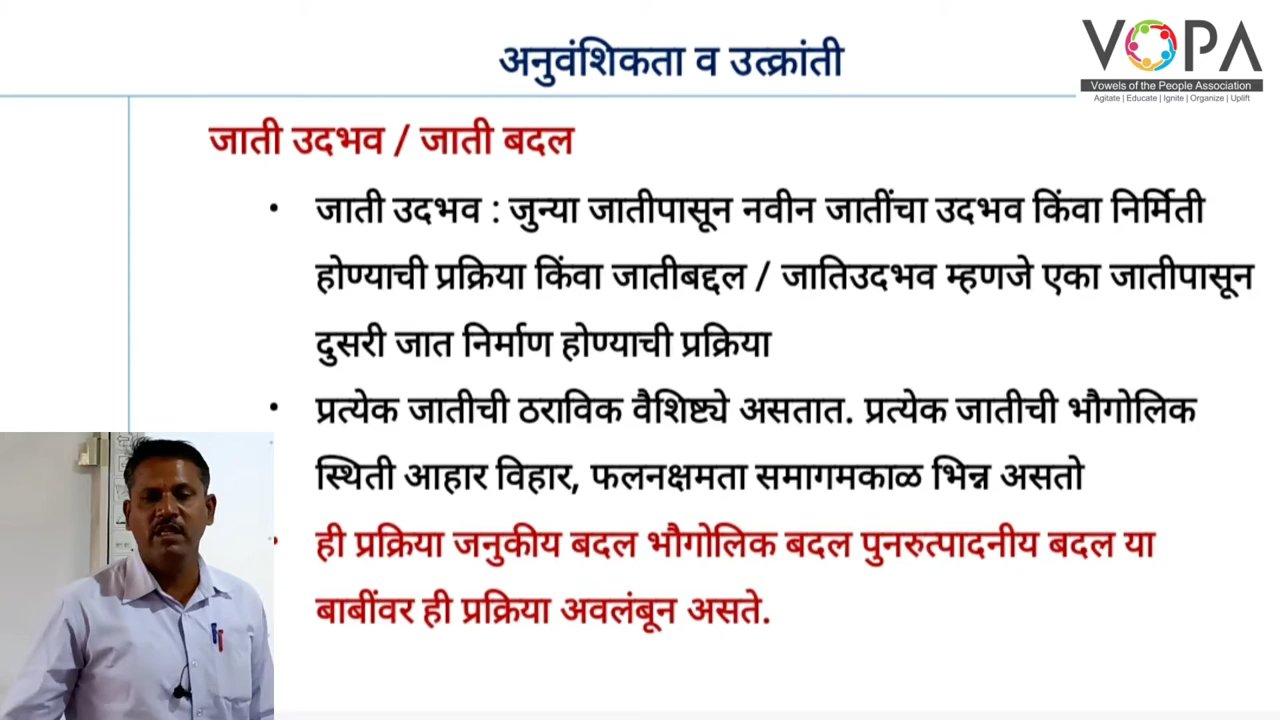 अनुवंशिकता व उत्क्रांती
VOPA
Vowels of the People Association
Agitate | Educate | Ignite | Organize | Uplift
जाती उदभव / जाती बदल
• जाती उदभव : जुन्या जातीपासून नवीन जातींचा उदभव किंवा निर्मिती
होण्याची प्रक्रिया किंवा जातीबद्दल / जातिउदभव म्हणजे एका जातीपासून
दुसरी जात निर्माण होण्याची प्रक्रिया
• प्रत्येक जातीची ठराविक वैशिष्ट्ये असतात. प्रत्येक जातीची भौगोलिक
स्थिती आहार विहार, फलनक्षमता समागमकाळ भिन्न असतो
• ही प्रक्रिया जनुकीय बदल भौगोलिक बदल पुनरुत्पादनीय बदल या
बाबींवर ही प्रक्रिया अवलंबून असते.